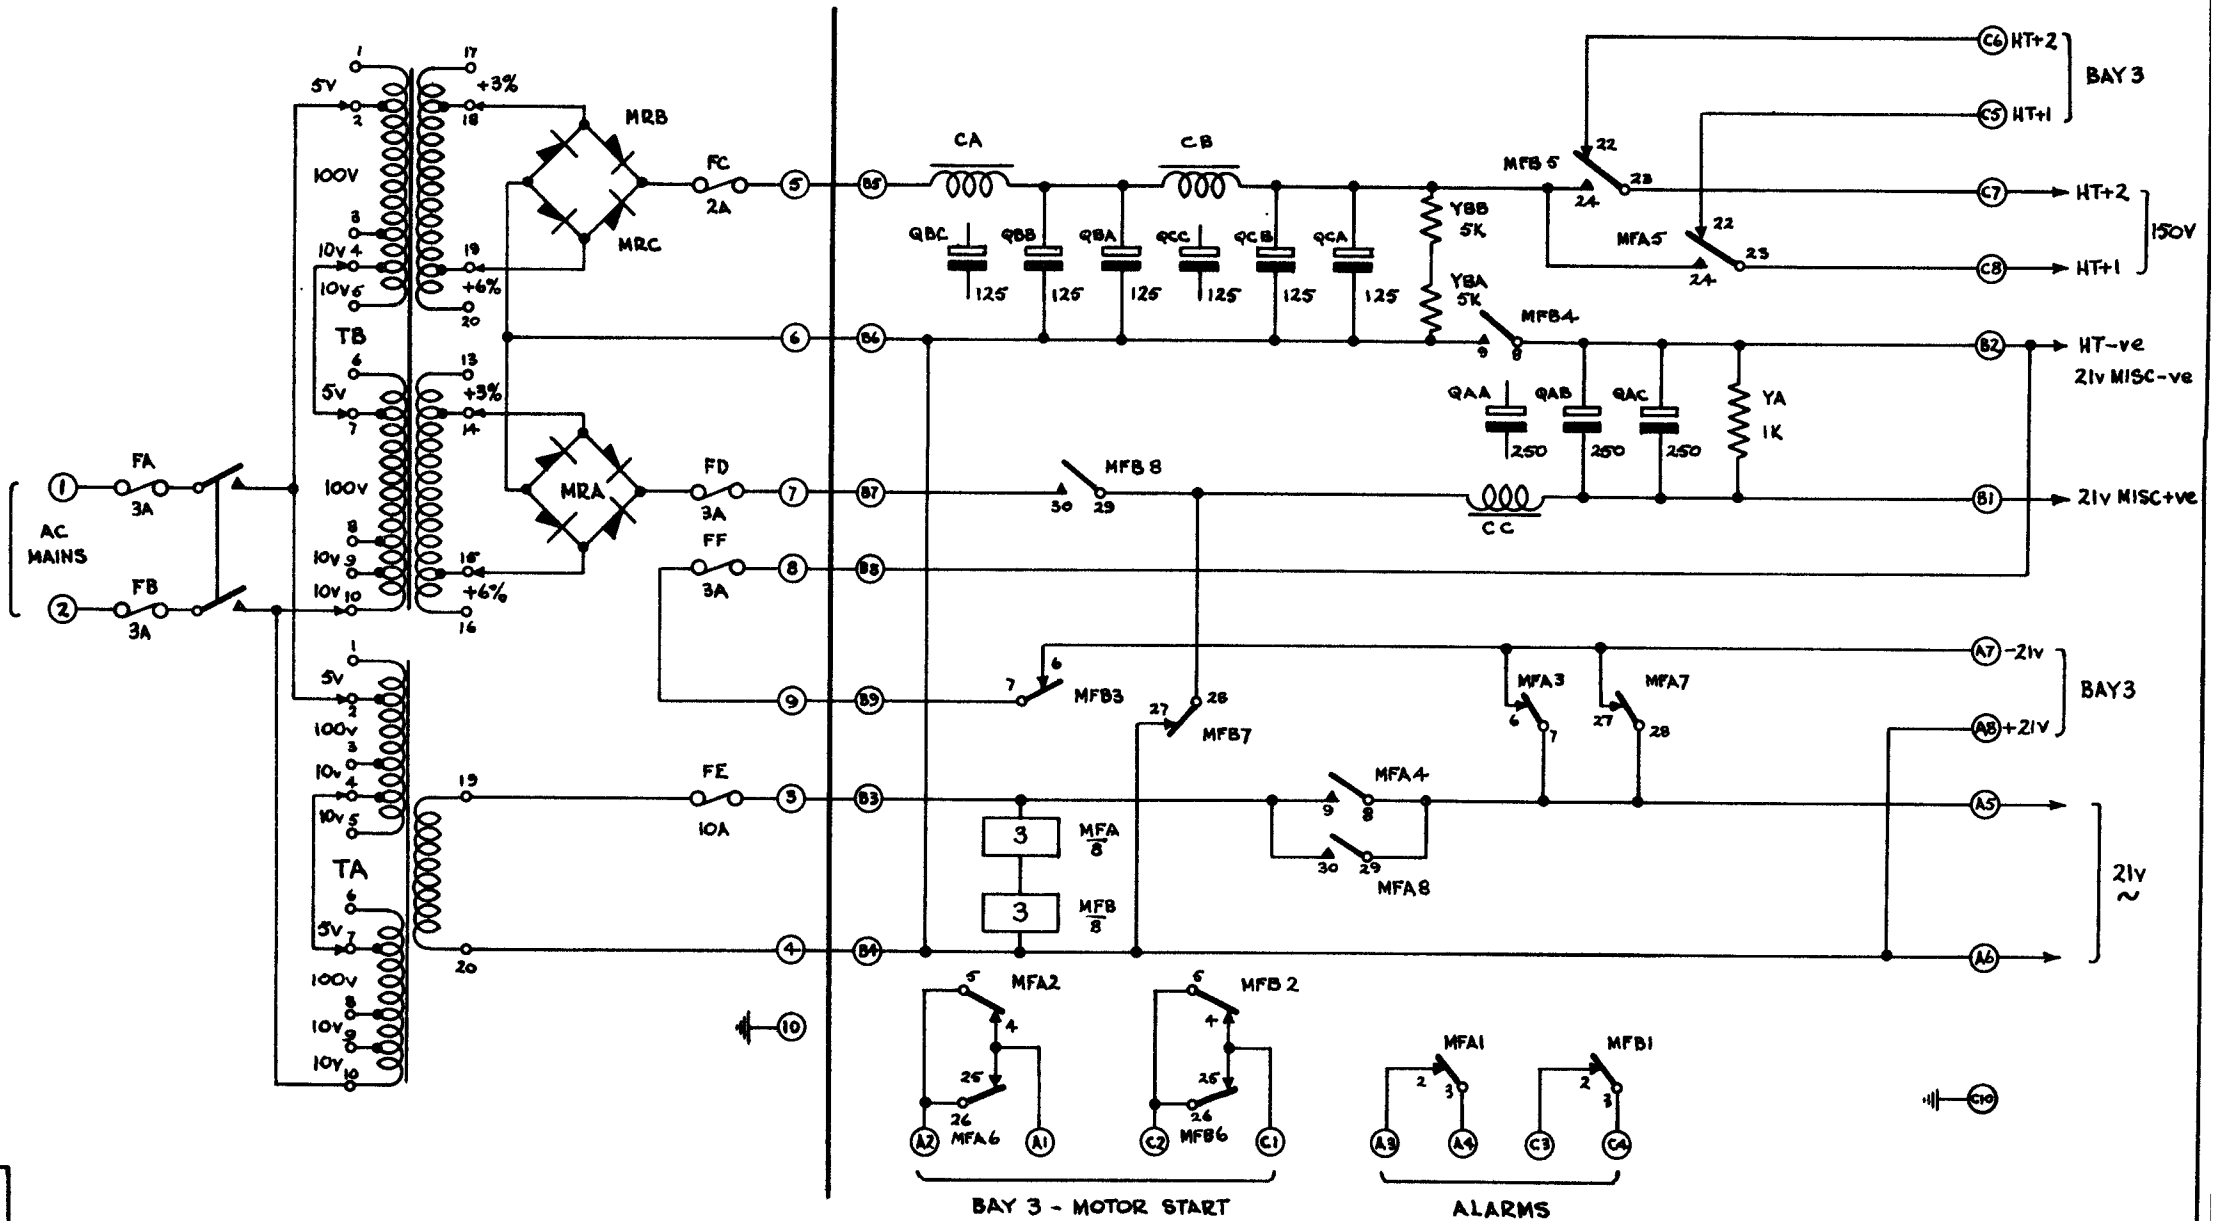 1
5V
2
100V
3
10V 4
10V 5
TB
6
5V
7
100V
8
10V 9
10V 10
17
+3%
18
19
+6%
20
13
+3%
14
15
+6%
16
MRB
MRC
MRA
FC
2A
5
B5
6
B6
FD
3A
7
B7
FF
3A
8
B8
9
B9
FE
10A
3
B3
4
B4
10
AC MAINS
1
FA
3A
2
FB
3A
1
5V
2
100V
3
10V
4
10V 5
TA
6
5V 7
100V
8
10V 9
10V 10
19
20
CA
CB
QBC
125
QBB
125
QBA
125
QCC
125
QCB
125
QCA
125
YBB
5K
YBA
5K
MFB5
22
23
24
MFA5
22
23
24
MFB4
9
8
C6 HT+2
C5 HT+1
BAY 3
C7 HT+2
C8 HT+1
150V
B2 HT-ve
21v MISC-ve
QAA
250
QAB
250
QAC
250
YA
1K
MFB8
30
29
CC
B1 21v MISC+ve
6
7
MFB3
27
28
MFB7
MFA3
6
7
MFA7
27
28
A7 -21v
A8 +21v
BAY 3
3
MFA
8
3
MFB
8
MFA4
9
8
30
29
MFA8
A5
A6
21v
~
5
MFA2
4
25
26
MFA6
A2
A1
6
MFB2
4
25
26
MFB6
C2
C1
BAY 3 - MOTOR START
MFA1
2
3
A3
A4
MFB1
2
3
C3
C4
ALARMS
C10